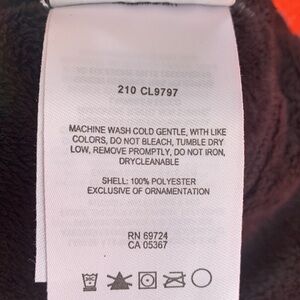 210 CL9797
MACHINE WASH COLD GENTLE, WITH LIKE
COLORS, DO NOT BLEACH, TUMBLE DRY
LOW, REMOVE PROMPTLY, DO NOT IRON,
DRYCLEANABLE
SHELL: 100% POLYESTER
EXCLUSIVE OF ORNAMENTATION
RN 69724
CA 05367